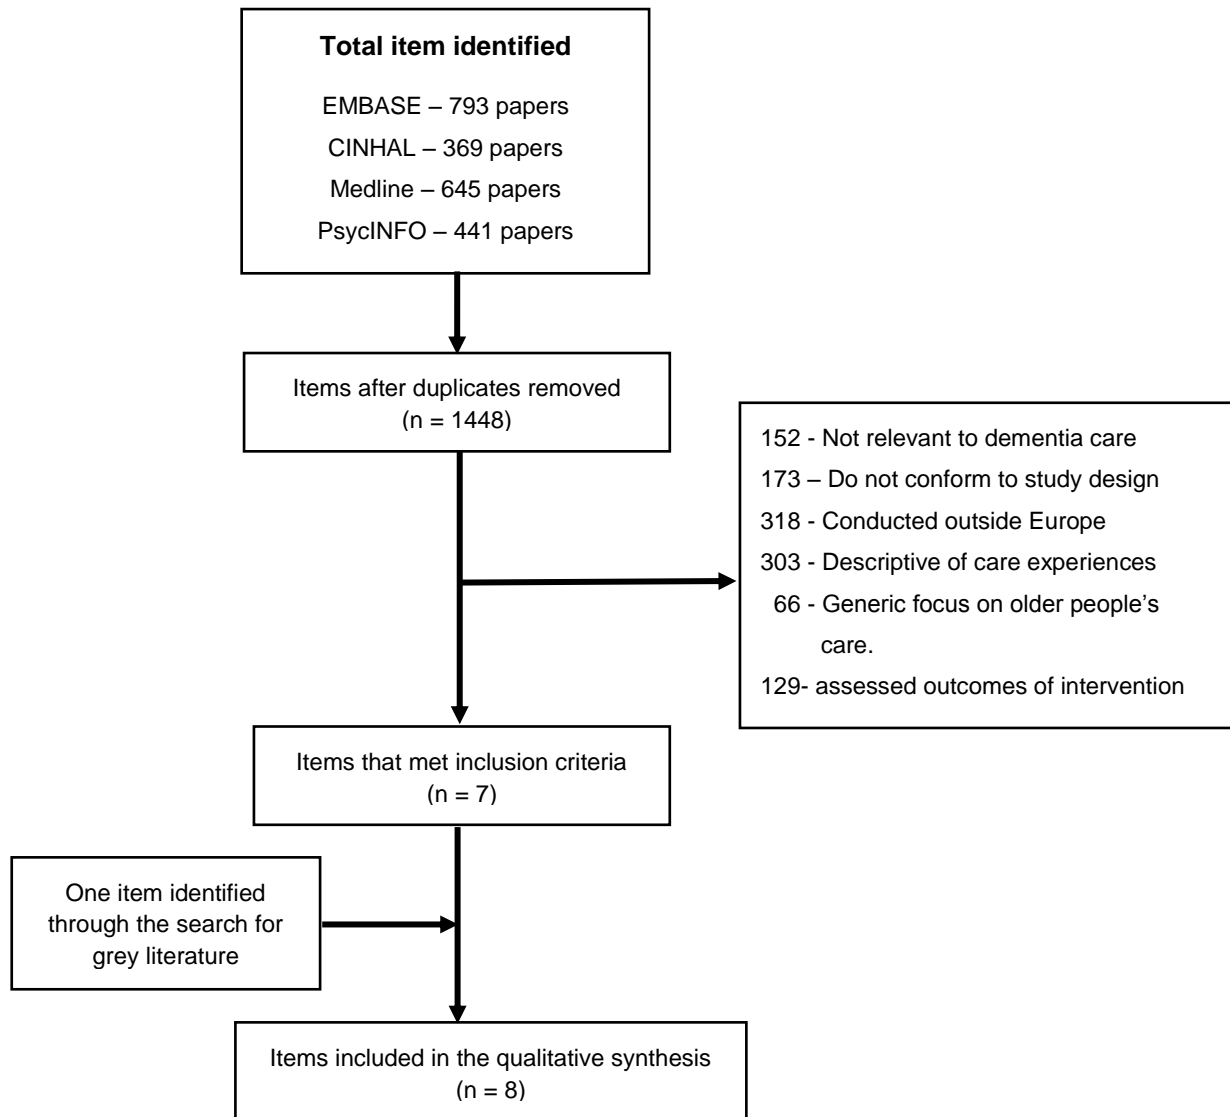 Total item identified
EMBASE – 793 papers
CINHAL – 369 papers
Medline – 645 papers
PsycINFO – 441 papers
Items after duplicates removed
(n = 1448)
152 - Not relevant to dementia care
173 – Do not conform to study design
318 - Conducted outside Europe
303 - Descriptive of care experiences
66 - Generic focus on older people’s
care.
129- assessed outcomes of intervention
Items that met inclusion criteria
(n = 7)
One item identified
through the search for
grey literature
Items included in the qualitative synthesis
(n = 8)